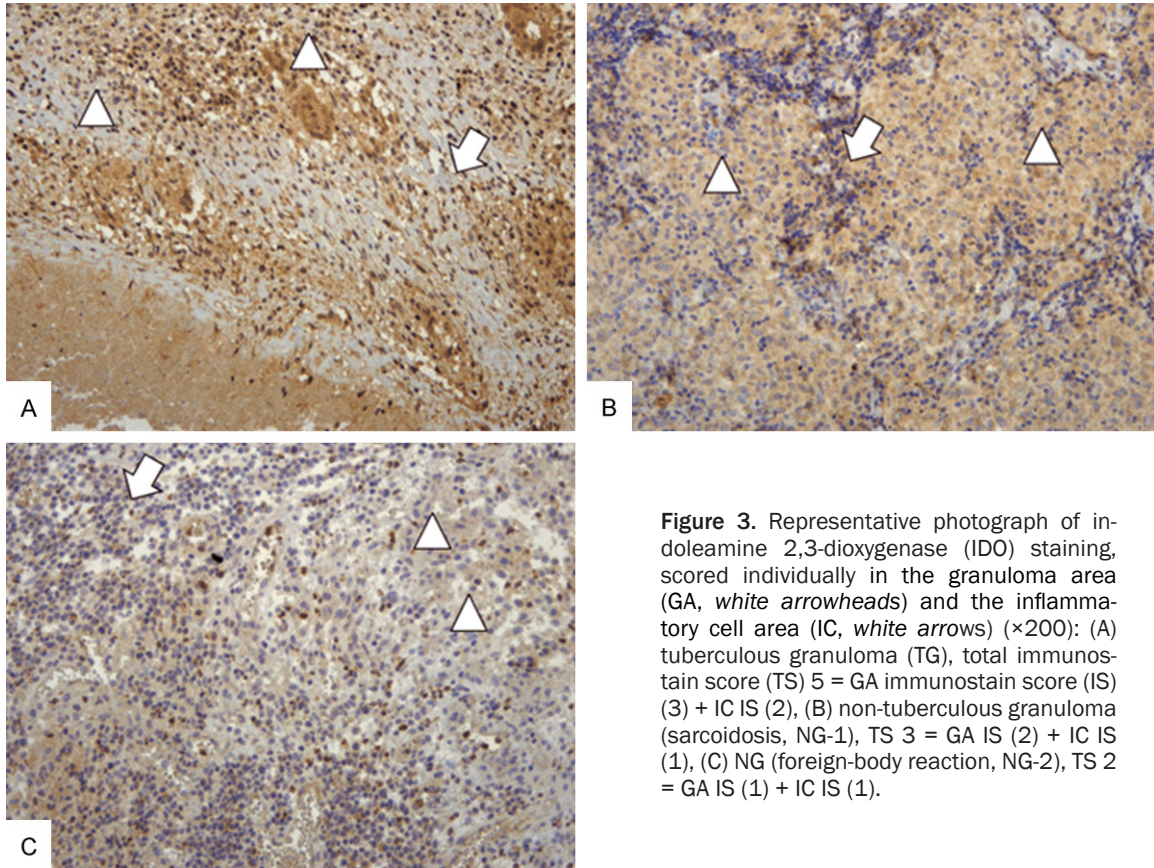 A
B
C
Figure 3. Representative photograph of in-
doleamine 2,3-dioxygenase (IDO) staining,
scored individually in the granuloma area
(GA, white arrowheads) and the inflamma-
tory cell area (IC, white arrows) (×200): (A)
tuberculous granuloma (TG), total immunos-
tain score (TS) 5 = GA immunostain score (IS)
(3) + IC IS (2), (B) non-tuberculous granuloma
(sarcoidosis, NG-1), TS 3 = GA IS (2) + IC IS
(1), (C) NG (foreign-body reaction, NG-2), TS 2
= GA IS (1) + IC IS (1).